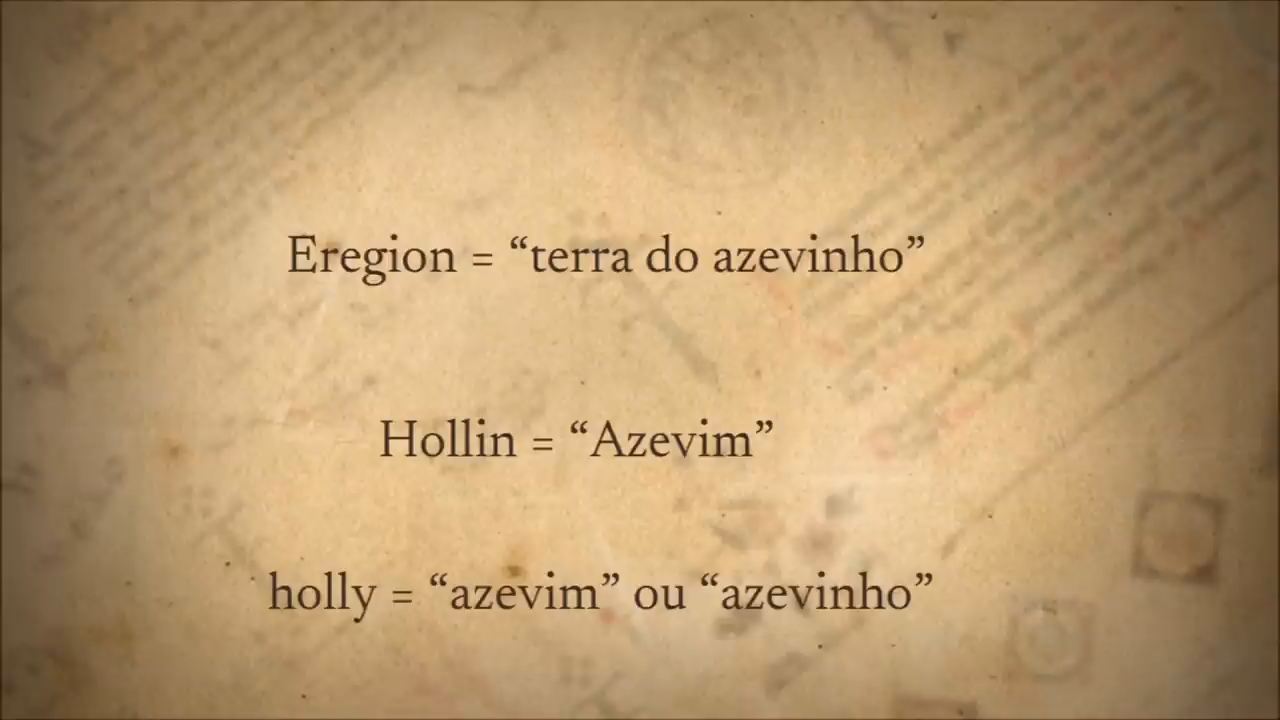 Eregion = “terra do azevinho”
Hollin = “Azevim”
holly = “azevim” ou “azevinho”